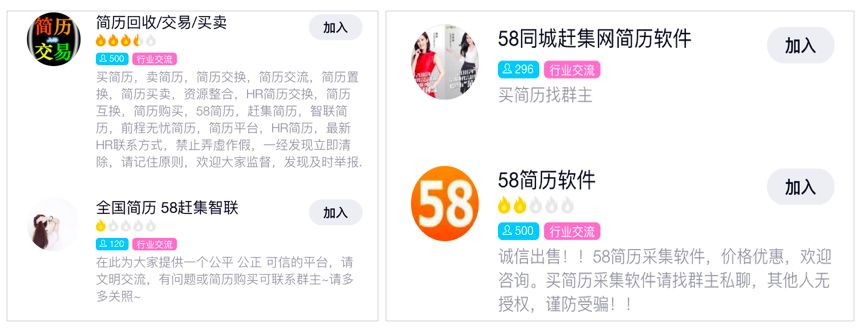 简历
交易
简历回收/交易/买卖
加入
500
行业交流
买简历，卖简历，简历交换，简历交流，简历置
换，简历买卖，资源整合，HR简历交换，简历
互换，简历购买，58简历，赶集简历，智联简
历，前程无忧简历，简历平台，HR简历，最新
HR联系方式，禁止弄虚作假，一经发现立即清
除，请记住原则，欢迎大家监督，发现及时举报.
全国简历 58赶集智联
加入
120
行业交流
在此为大家提供一个公平 公正 可信的平台，请
文明交流，有问题或简历购买可联系群主~请多
多关照~
58同城赶集网简历软件
加入
296
行业交流
买简历找群主
58
58简历软件
加入
500
行业交流
诚信出售！！58简历采集软件，价格优惠，欢迎
咨询。买简历采集软件请找群主私聊，其他人无
授权，谨防受骗！！